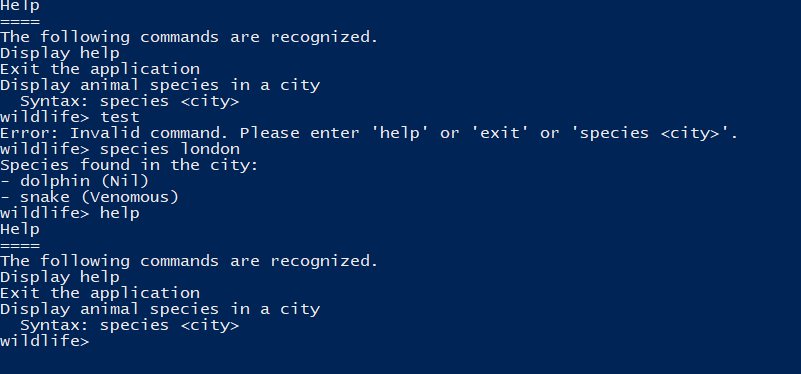 Help
====
The following commands are recognized.
Display help
Exit the application
Display animal species in a city
  Syntax: species <city>
wildlife> test
Error: Invalid command. Please enter 'help' or 'exit' or 'species <city>'.
wildlife> species london
Species found in the city:
- dolphin (Nil)
- snake (Venomous)
wildlife> help
Help
====
The following commands are recognized.
Display help
Exit the application
Display animal species in a city
  Syntax: species <city>
wildlife>